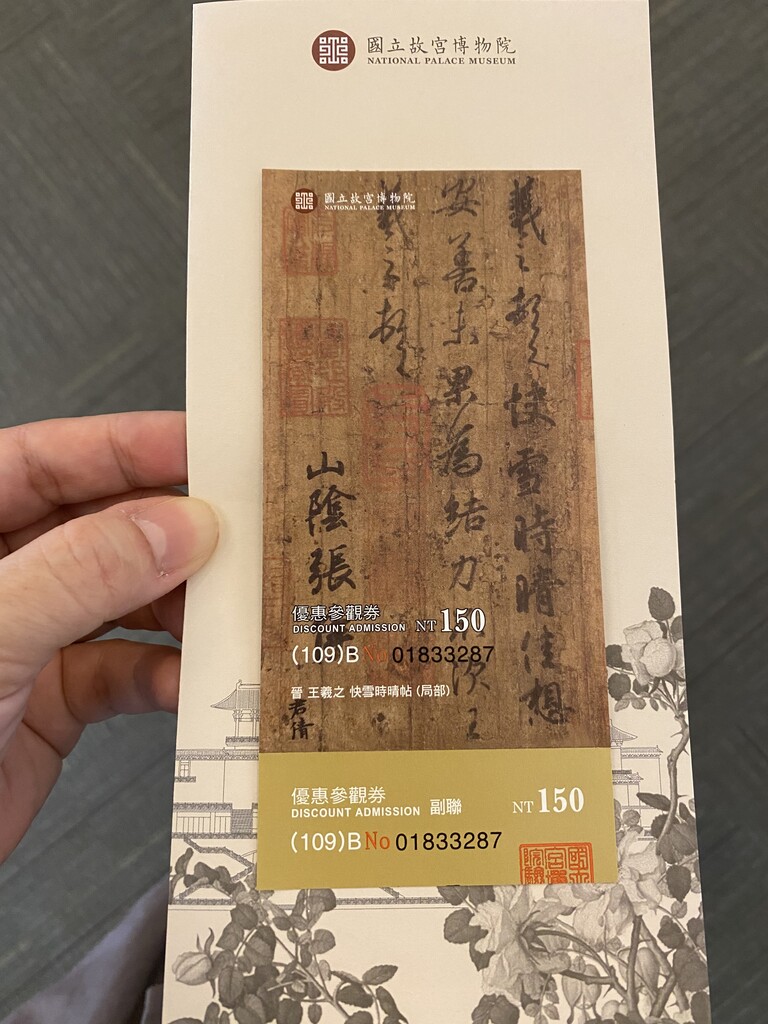 國立故宮博物院
NATIONAL PALACE MUSEUM
國立故宮博物院
NATIONAL PALACE MUSEUM
羲之頓首快雪時晴佳想
安善未果為結力不次王
羲之頓首
山陰張侯
優惠參觀券
DISCOUNT ADMISSION NT 150
(109)B No 01833287
晉 王羲之 快雪時晴帖 (局部)
君倩
優惠參觀券
DISCOUNT ADMISSION 副聯 NT 150
(109)B No 01833287